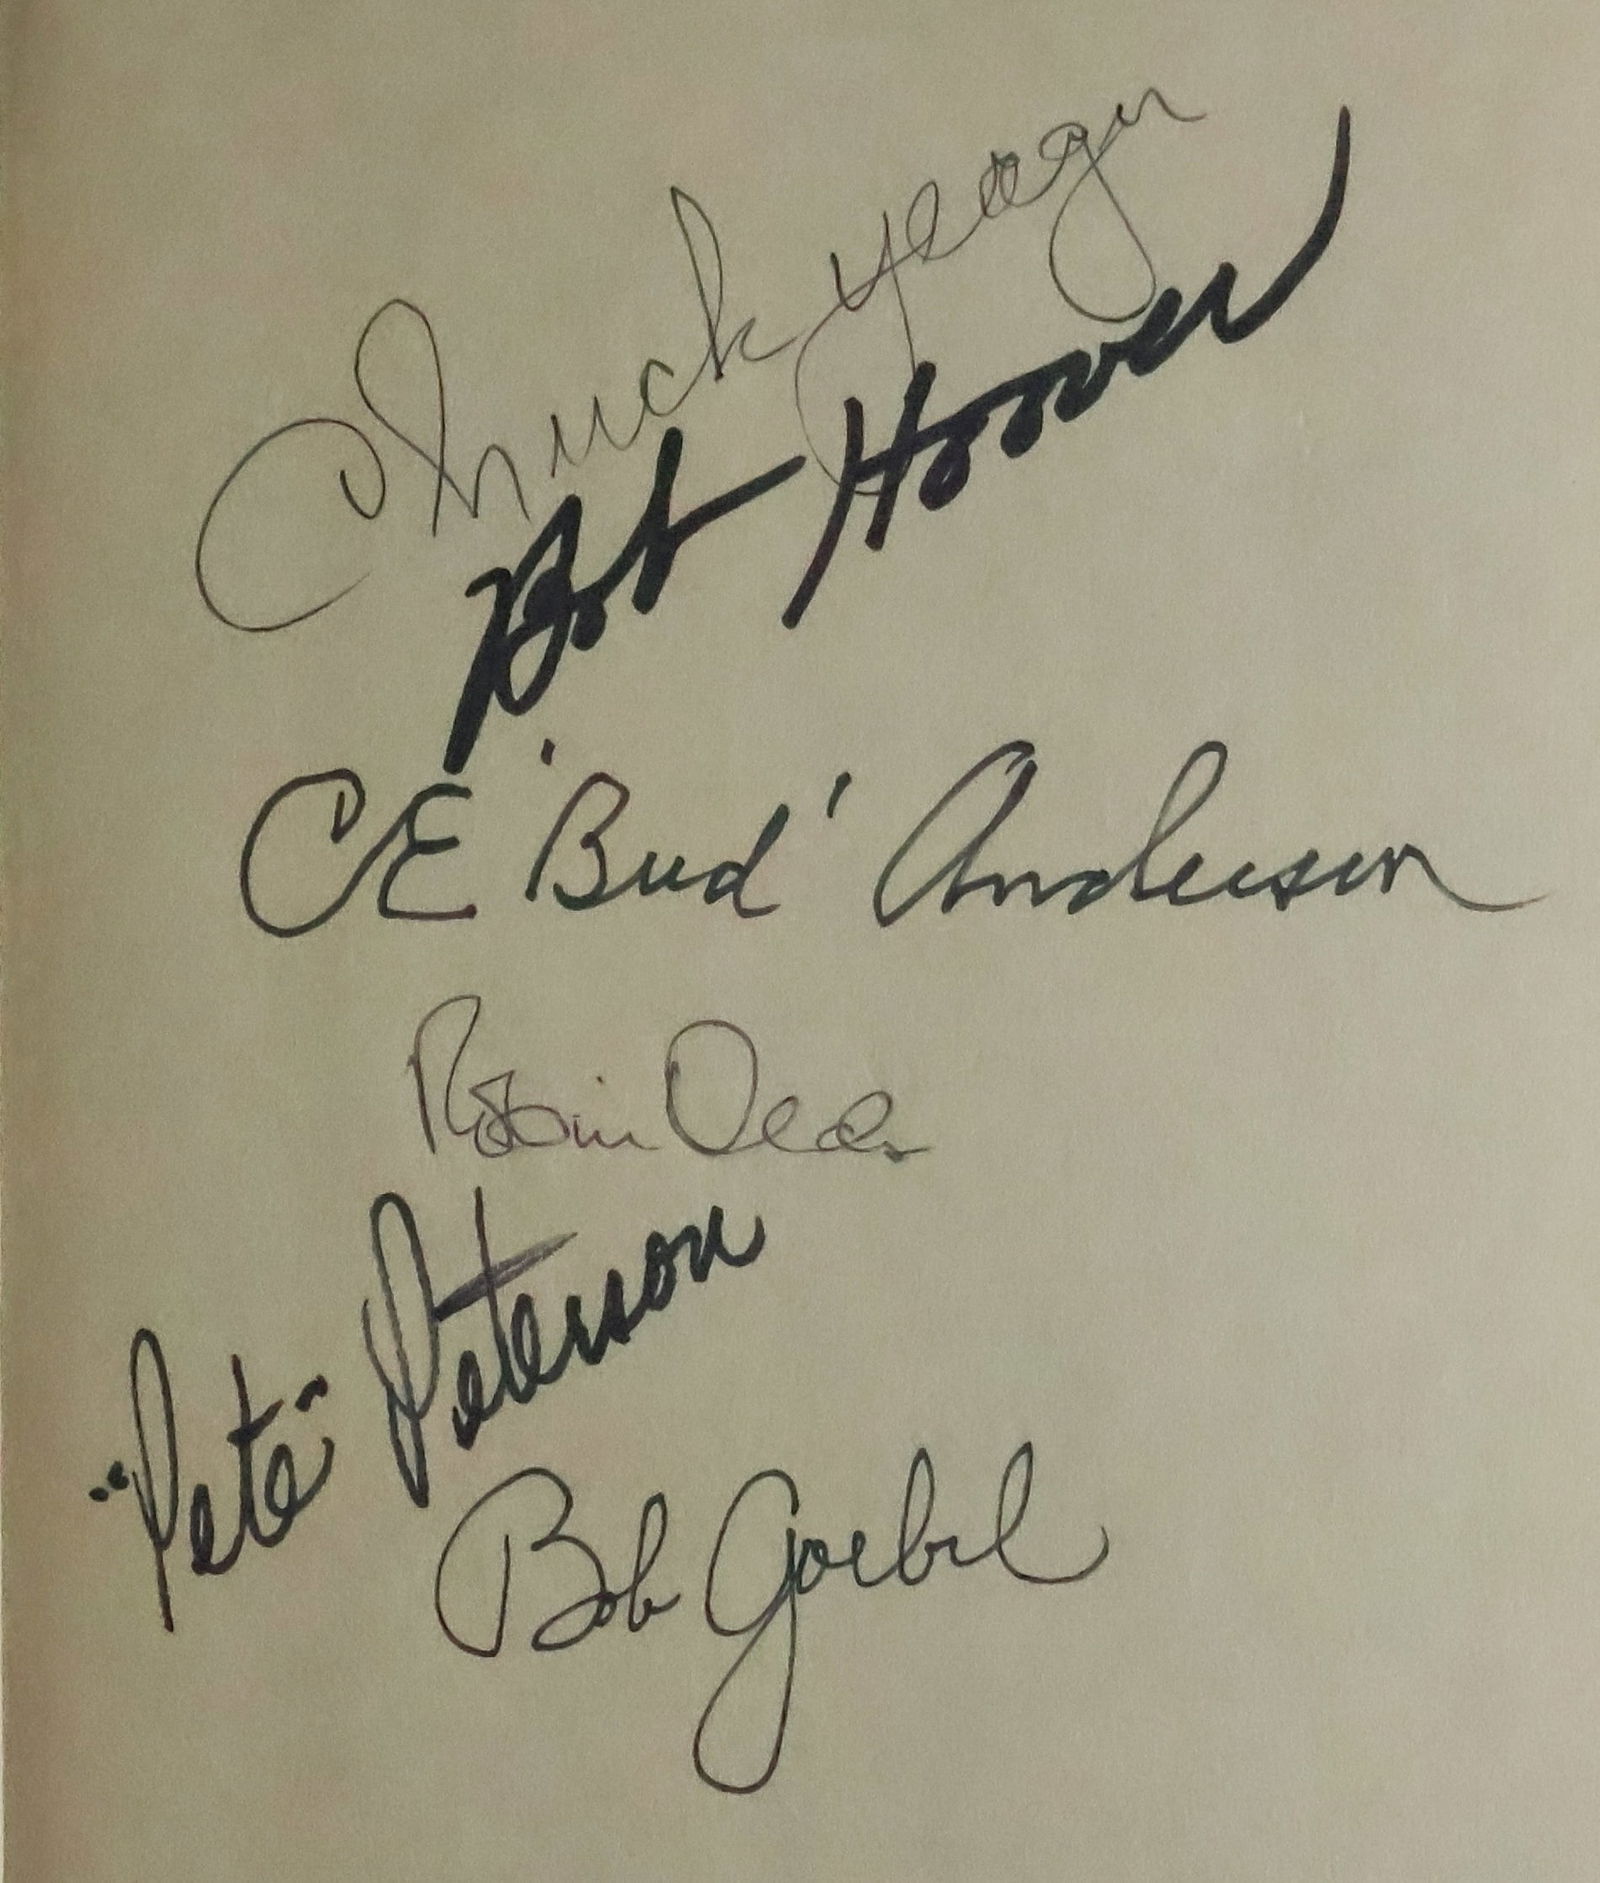 Chuck Yeager
Bob Hoover
CE 'Bud' Anderson
Robin Olds
"Pete" Peterson
Bob Goebel